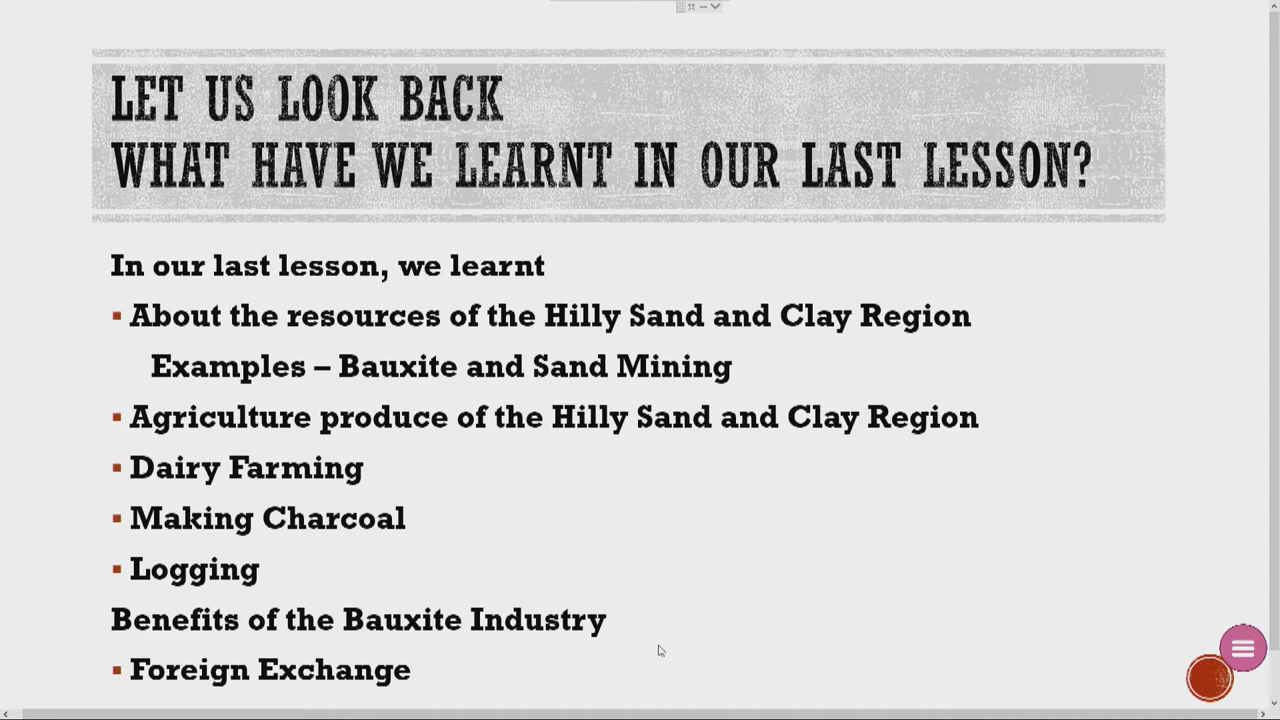 LET US LOOK BACK
WHAT HAVE WE LEARNT IN OUR LAST LESSON?
In our last lesson, we learnt
▪ About the resources of the Hilly Sand and Clay Region
Examples – Bauxite and Sand Mining
▪ Agriculture produce of the Hilly Sand and Clay Region
▪ Dairy Farming
▪ Making Charcoal
▪ Logging
Benefits of the Bauxite Industry
▪ Foreign Exchange